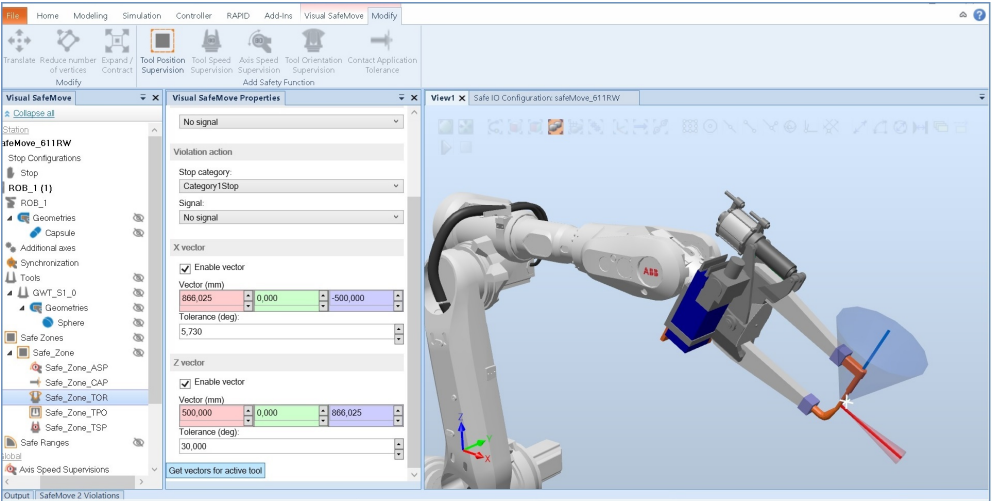 File Home Modeling Simulation Controller RAPID Add-Ins Visual SafeMove Modify
Translate Reduce number of vertices Expand / Contract Tool Position Supervision Tool Speed Supervision Axis Speed Supervision Tool Orientation Supervision Contact Application Tolerance
Modify Add Safety Function
Visual SafeMove
Collapse all
Station
afeMove_611RW
Stop Configurations
Stop
ROB_1 (1)
ROB_1
Geometries
Capsule
Additional axes
Synchronization
Tools
GWT_S1_0
Geometries
Sphere
Safe Zones
Safe_Zone
Safe_Zone_ASP
Safe_Zone_CAP
Safe_Zone_TOR
Safe_Zone_TPO
Safe_Zone_TSP
Safe Ranges
lobal
Axis Speed Supervisions
Output SafeMove 2 Violations
Visual SafeMove Properties
No signal
Violation action
Stop category:
Category1Stop
Signal:
No signal
X vector
Enable vector
Vector (mm)
866,025 0,000 -500,000
Tolerance (deg):
5,730
Z vector
Enable vector
Vector (mm)
500,000 0,000 866,025
Tolerance (deg):
30,000
Get vectors for active tool
View1 Safe IO Configuration: safeMove_611RW
ABB
Z
Y
X